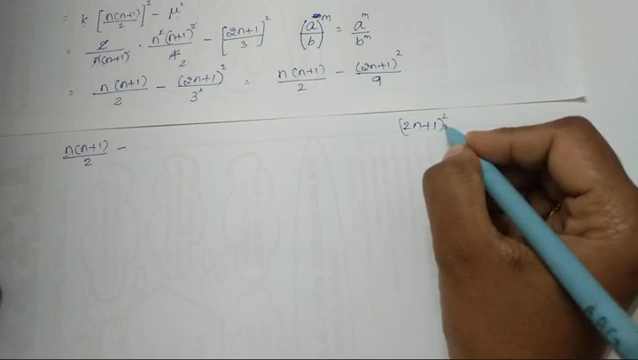 = k [n(n+1)/2]² − μ²
= 2/n(n+1) · n²(n+1)²/4 2 − [2n+1/3]² (a/b)^m = a^m/b^m
= n(n+1)/2 − (2n+1)²/3² = n(n+1)/2 − (2n+1)²/9
n(n+1)/2 − (2n+1)²